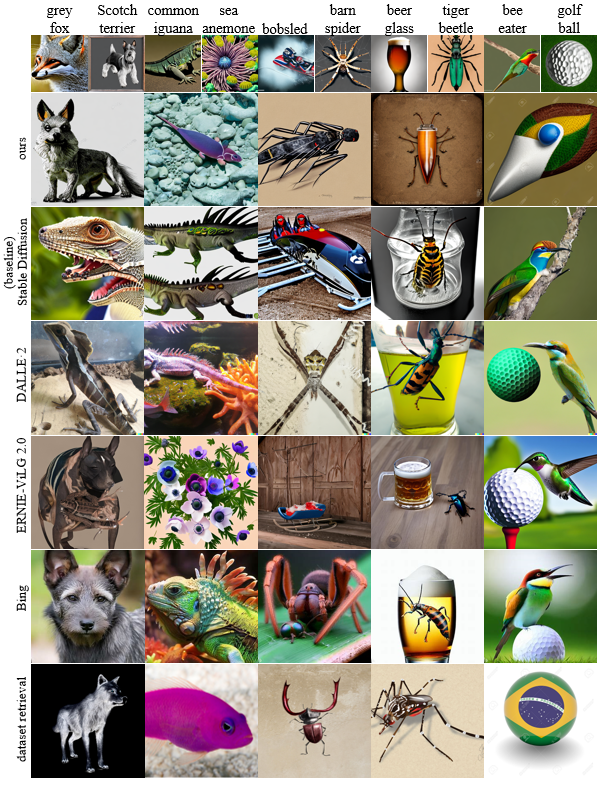 grey fox
Scotch terrier
common iguana
sea anemone
bobsled
barn spider
beer glass
tiger beetle
bee eater
golf ball
ours
(baseline)
Stable Diffusion
DALLE-2
ERNIE-ViLG 2.0
Bing
dataset retrieval